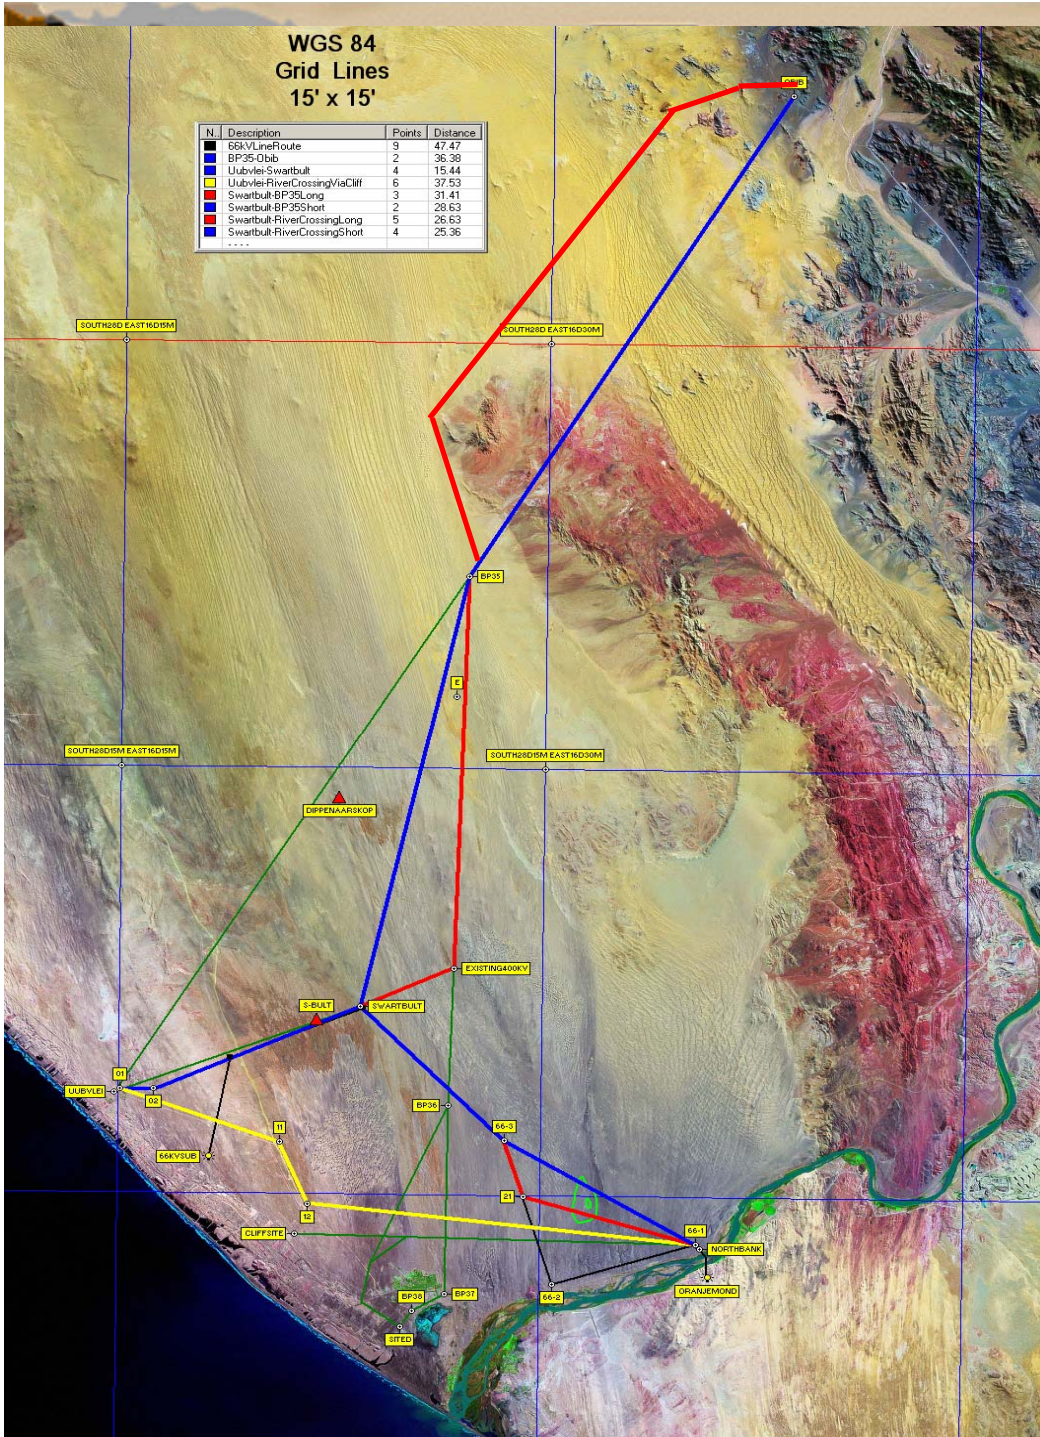 WGS 84
Grid Lines
15' x 15'
N.. Description Points Distance
66kVLineRoute 9 47.47
BP35-Obib 2 36.38
Uubvlei-Swartbult 4 15.44
Uubvlei-RiverCrossingViaCliff 6 37.53
Swartbult-BP35Long 3 31.41
Swartbult-BP35Short 2 28.63
Swartbult-RiverCrossingLong 5 26.63
Swartbult-RiverCrossingShort 4 25.36
- - - -
OBIB
SOUTH28D EAST16D15M
SOUTH28D EAST16D30M
BP35
E
SOUTH28D15M EAST16D15M
SOUTH28D15M EAST16D30M
DIPPENAARSKOP
EXISTING400KV
S-BULT
SWARTBULT
01
UUBVLEI
02
BP36
66-3
11
66KVSUB
21
12
CLIFFSITE
66-1
NORTHBANK
ORANJEMOND
66-2
BP38
BP37
SITED